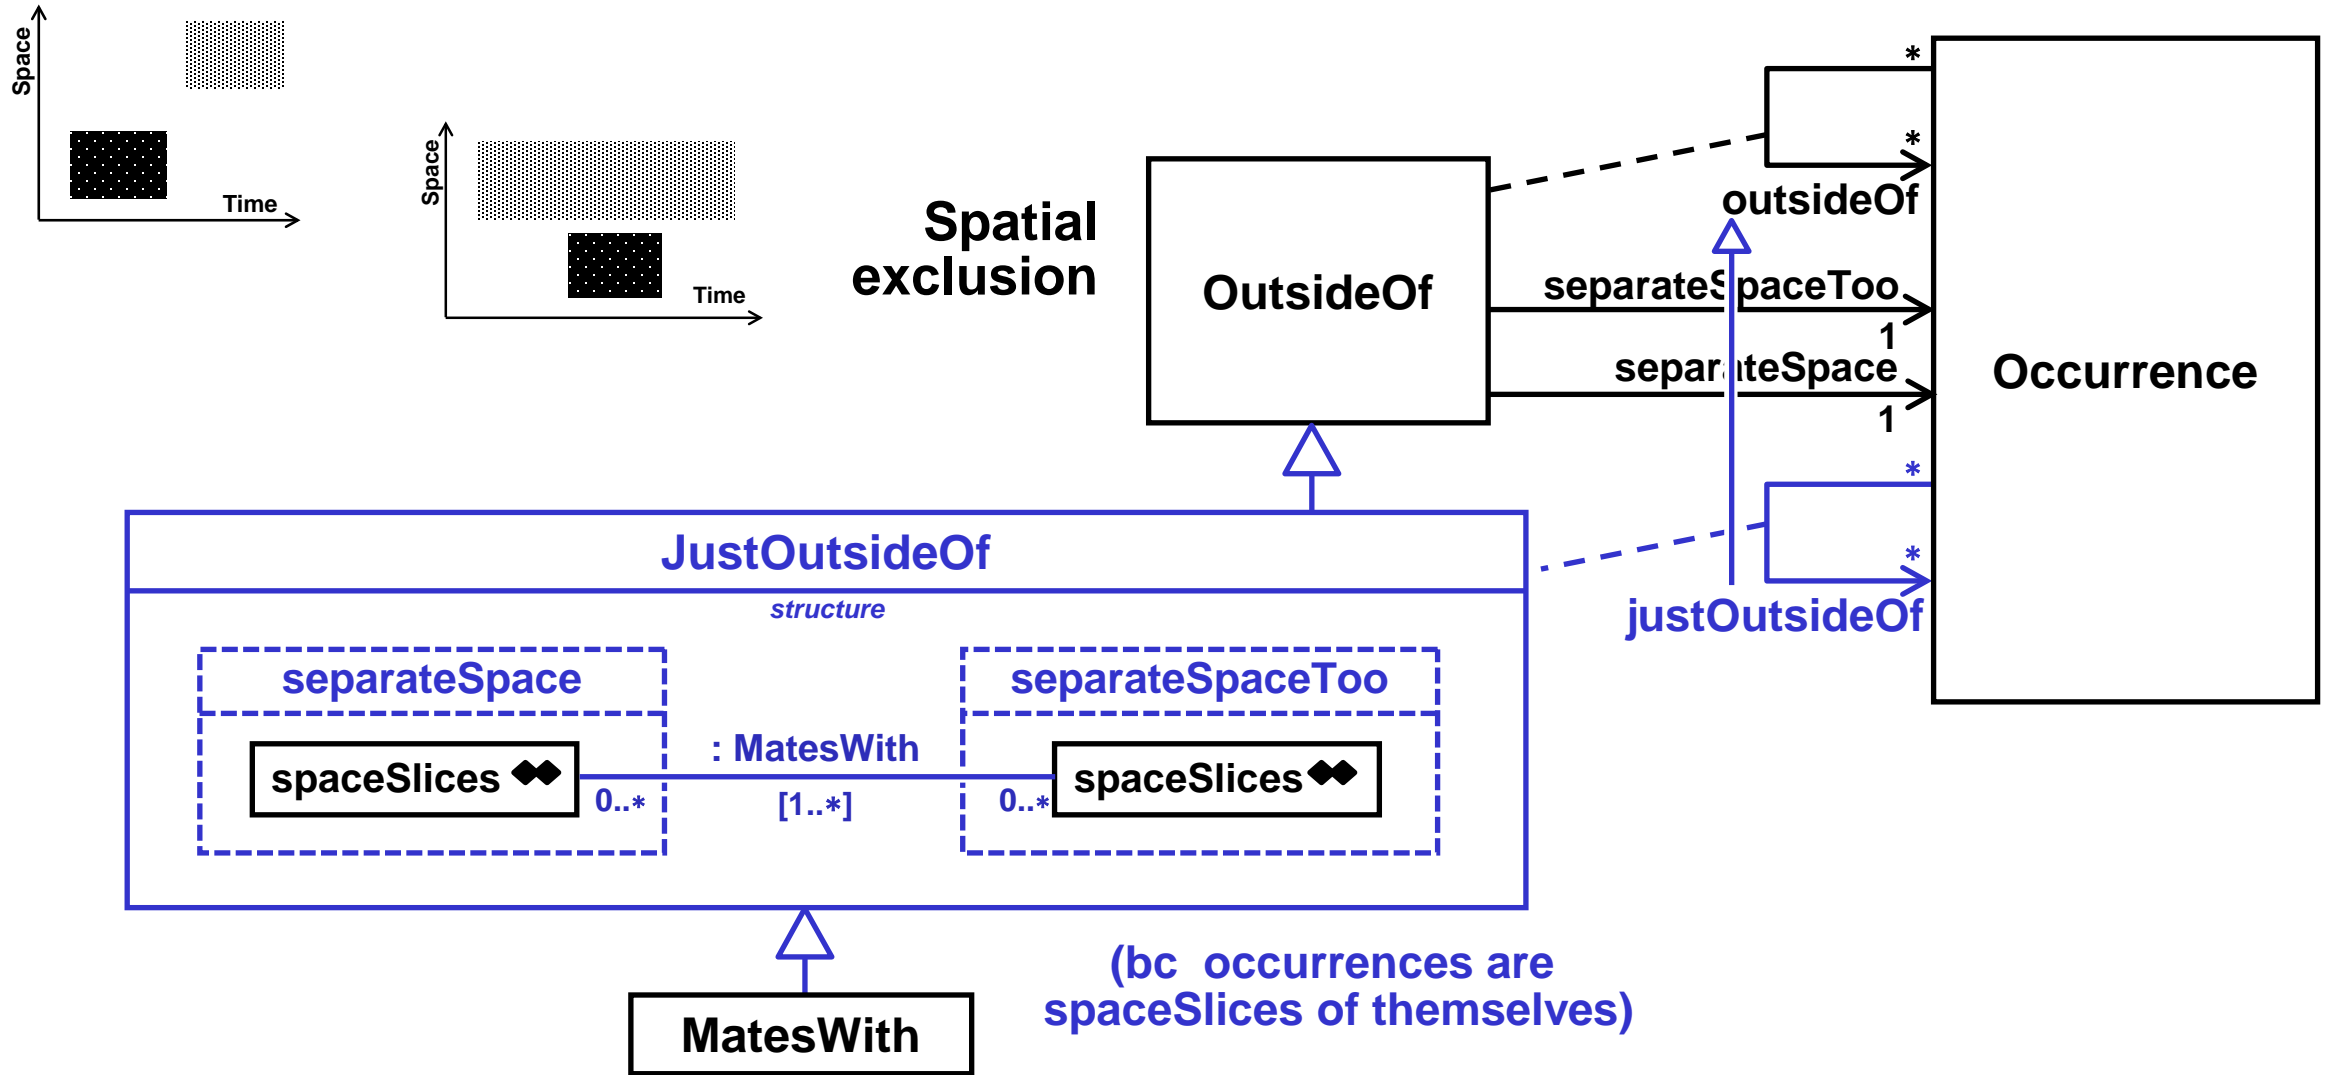 Space
Time
Space
Time
Spatial
exclusion
OutsideOf
*
*
outsideOf
separateSpaceToo
1
separateSpace
1
Occurrence
*
*
justOutsideOf
JustOutsideOf
structure
separateSpace
separateSpaceToo
spaceSlices
: MatesWith
spaceSlices
0..*
[1..*]
0..*
(bc occurrences are
spaceSlices of themselves)
MatesWith